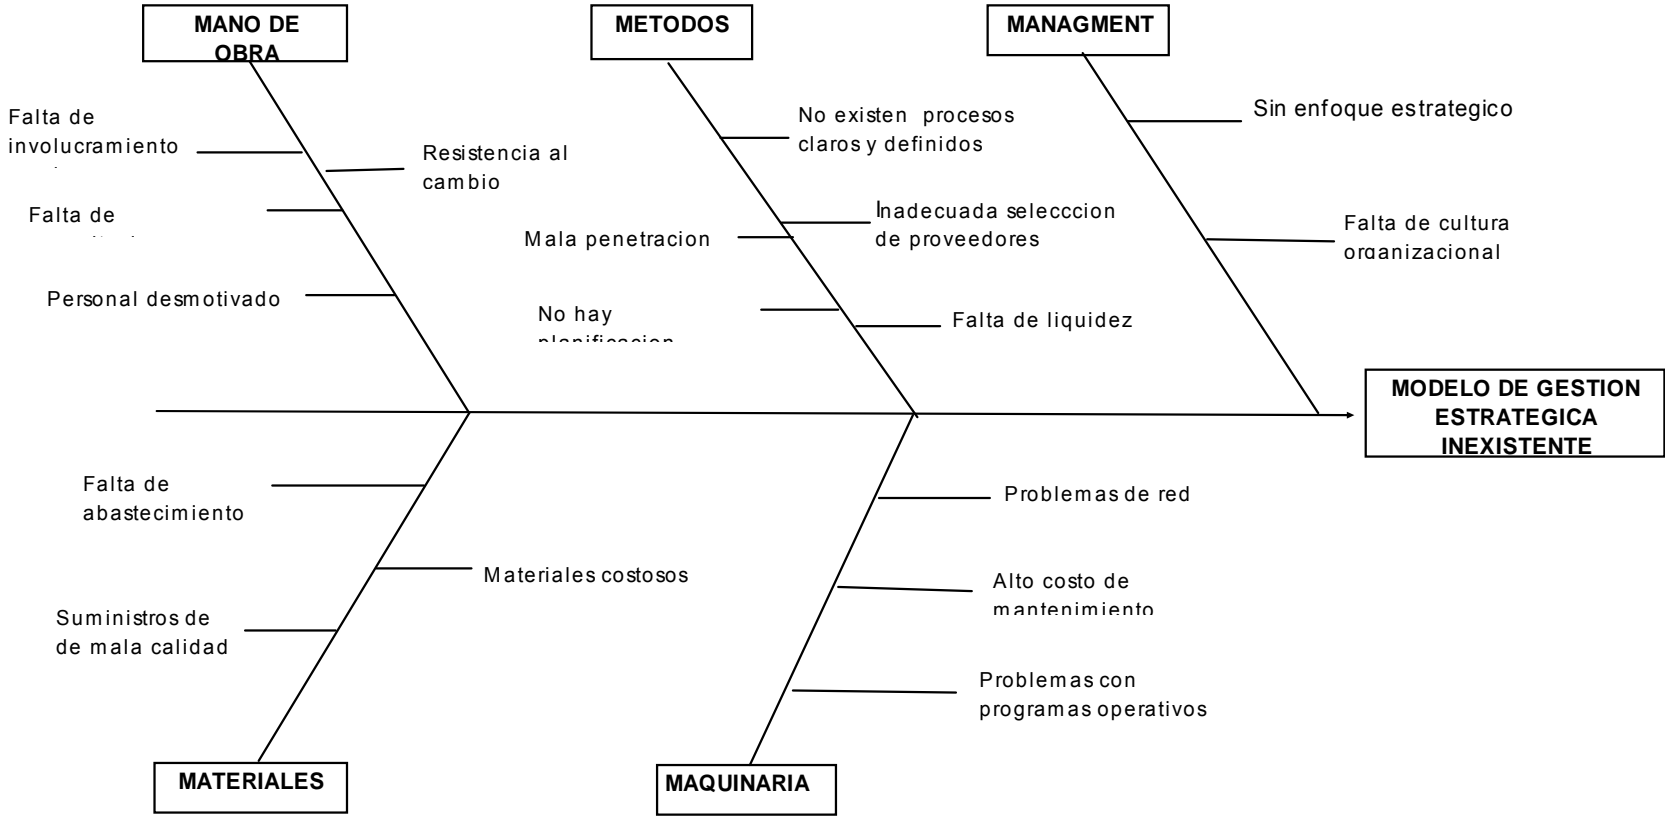 MANO DE
OBRA
METODOS
MANAGMENT
Falta de
involucramiento
Resistencia al
cambio
Falta de
Personal desmotivado
No existen procesos
claros y definidos
Inadecuada selecccion
de proveedores
Mala penetracion
No hay
planificacion
Falta de liquidez
Sin enfoque estrategico
Falta de cultura
organizacional
MODELO DE GESTION
ESTRATEGICA
INEXISTENTE
Falta de
abastecimiento
Materiales costosos
Suministros de
de mala calidad
Problemas de red
Alto costo de
mantenimiento
Problemas con
programas operativos
MATERIALES
MAQUINARIA